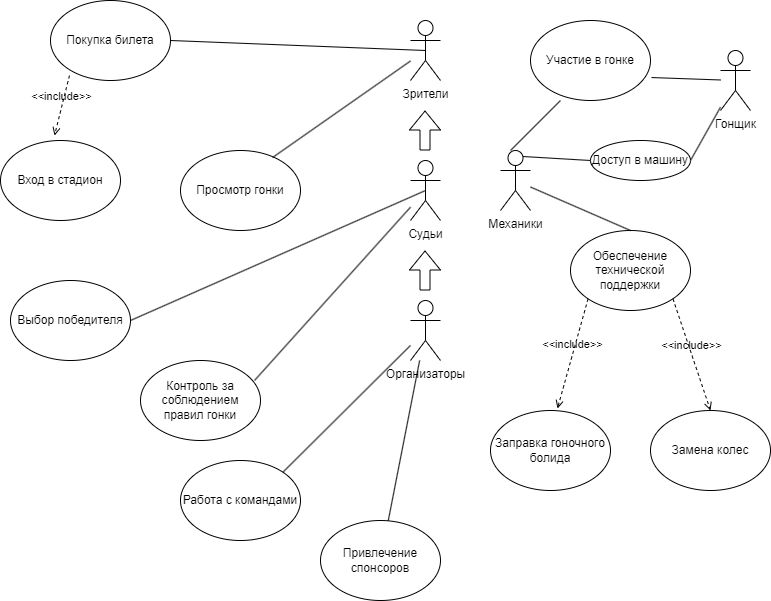 Покупка билета
Зрители
<<include>>
Вход в стадион
Просмотр гонки
Судьи
Выбор победителя
Организаторы
Контроль за
соблюдением
правил гонки
Работа с командами
Привлечение
спонсоров
Участие в гонке
Гонщик
Доступ в машину
Механики
Обеспечение
технической
поддержки
<<include>>
<<include>>
Заправка гоночного
болида
Замена колес